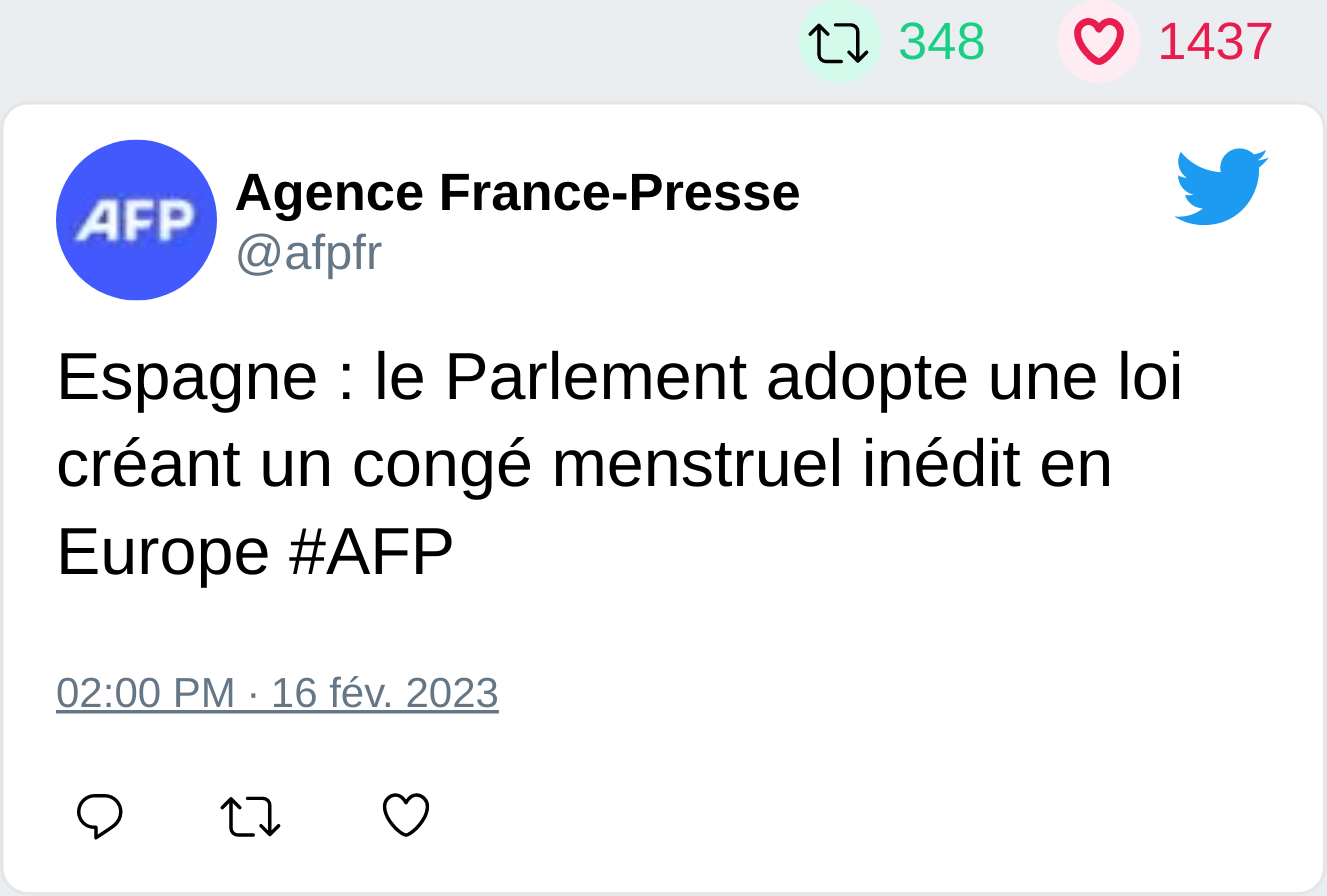 348 1437
AFP
Agence France-Presse
@afpfr
Espagne : le Parlement adopte une loi
créant un congé menstruel inédit en
Europe #AFP
02:00 PM · 16 fév. 2023